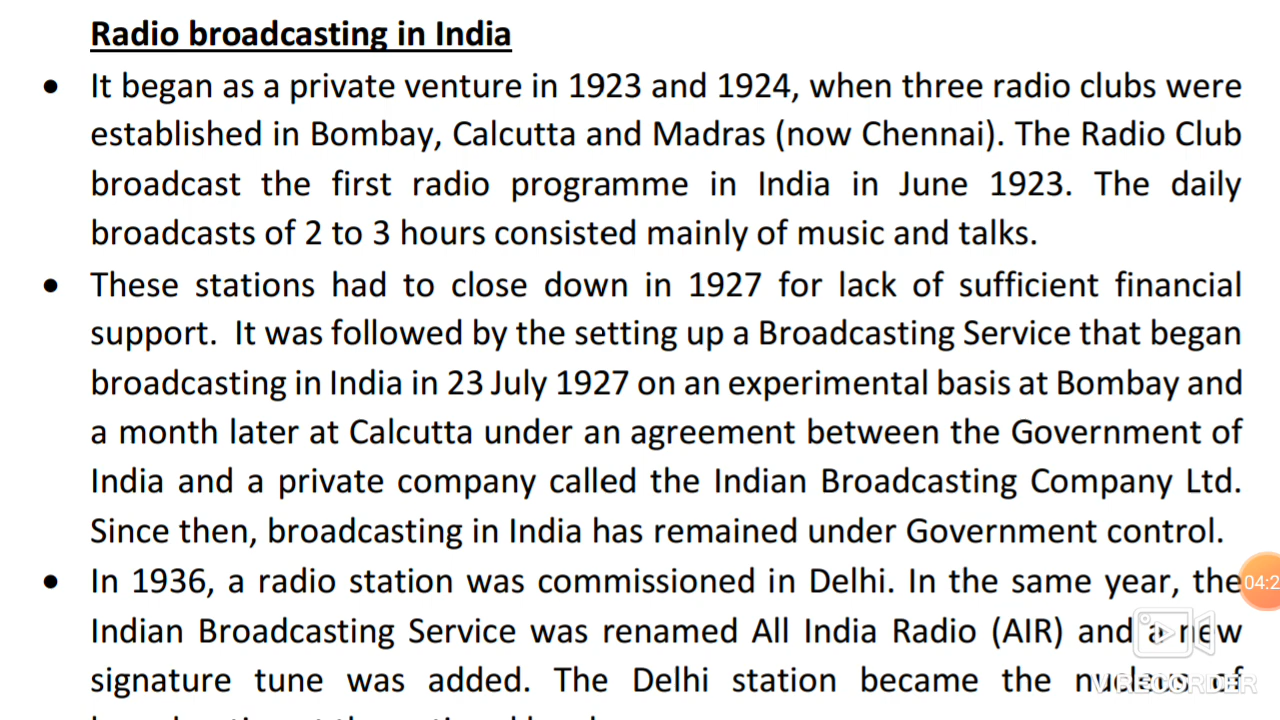 Radio broadcasting in India
• It began as a private venture in 1923 and 1924, when three radio clubs were
established in Bombay, Calcutta and Madras (now Chennai). The Radio Club
broadcast the first radio programme in India in June 1923. The daily
broadcasts of 2 to 3 hours consisted mainly of music and talks.
• These stations had to close down in 1927 for lack of sufficient financial
support. It was followed by the setting up a Broadcasting Service that began
broadcasting in India in 23 July 1927 on an experimental basis at Bombay and
a month later at Calcutta under an agreement between the Government of
India and a private company called the Indian Broadcasting Company Ltd.
Since then, broadcasting in India has remained under Government control.
• In 1936, a radio station was commissioned in Delhi. In the same year, the
04:2
Indian Broadcasting Service was renamed All India Radio (AIR) and a new
signature tune was added. The Delhi station became the nucleus of
V RECORDER